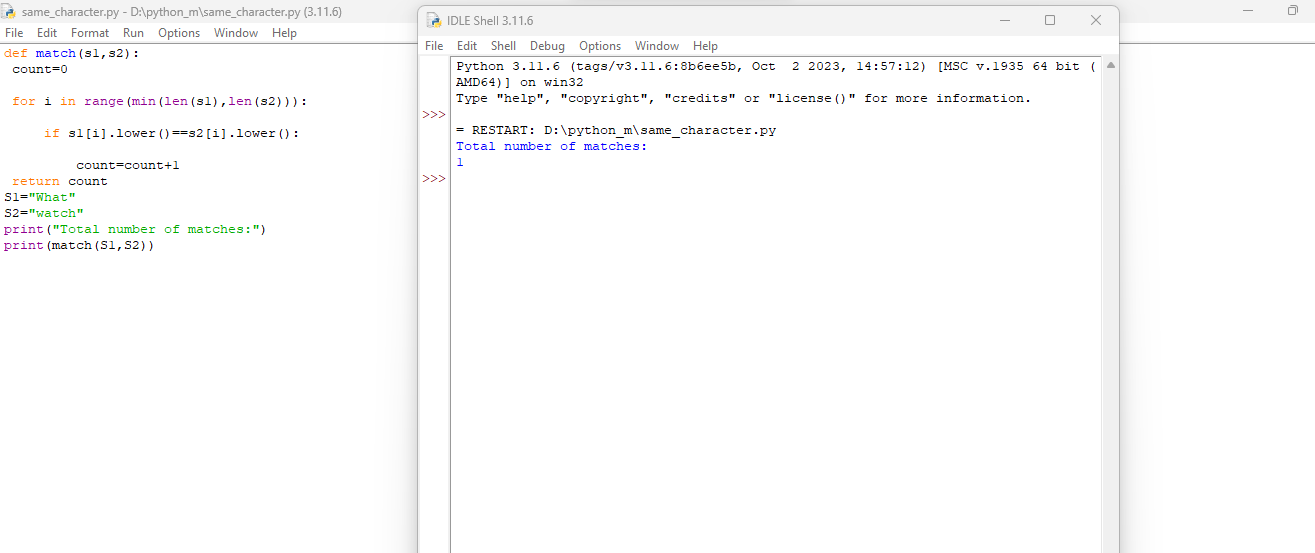 same_character.py - D:\python_m\same_character.py (3.11.6)
File Edit Format Run Options Window Help
def match(s1,s2):
 count=0
 for i in range(min(len(s1),len(s2))):
     if s1[i].lower()==s2[i].lower():
         count=count+1
 return count
S1="What"
S2="watch"
print("Total number of matches:")
print(match(S1,S2))
IDLE Shell 3.11.6
File Edit Shell Debug Options Window Help
Python 3.11.6 (tags/v3.11.6:8b6ee5b, Oct  2 2023, 14:57:12) [MSC v.1935 64 bit (
AMD64)] on win32
Type "help", "copyright", "credits" or "license()" for more information.
>>>
= RESTART: D:\python_m\same_character.py
Total number of matches:
1
>>>